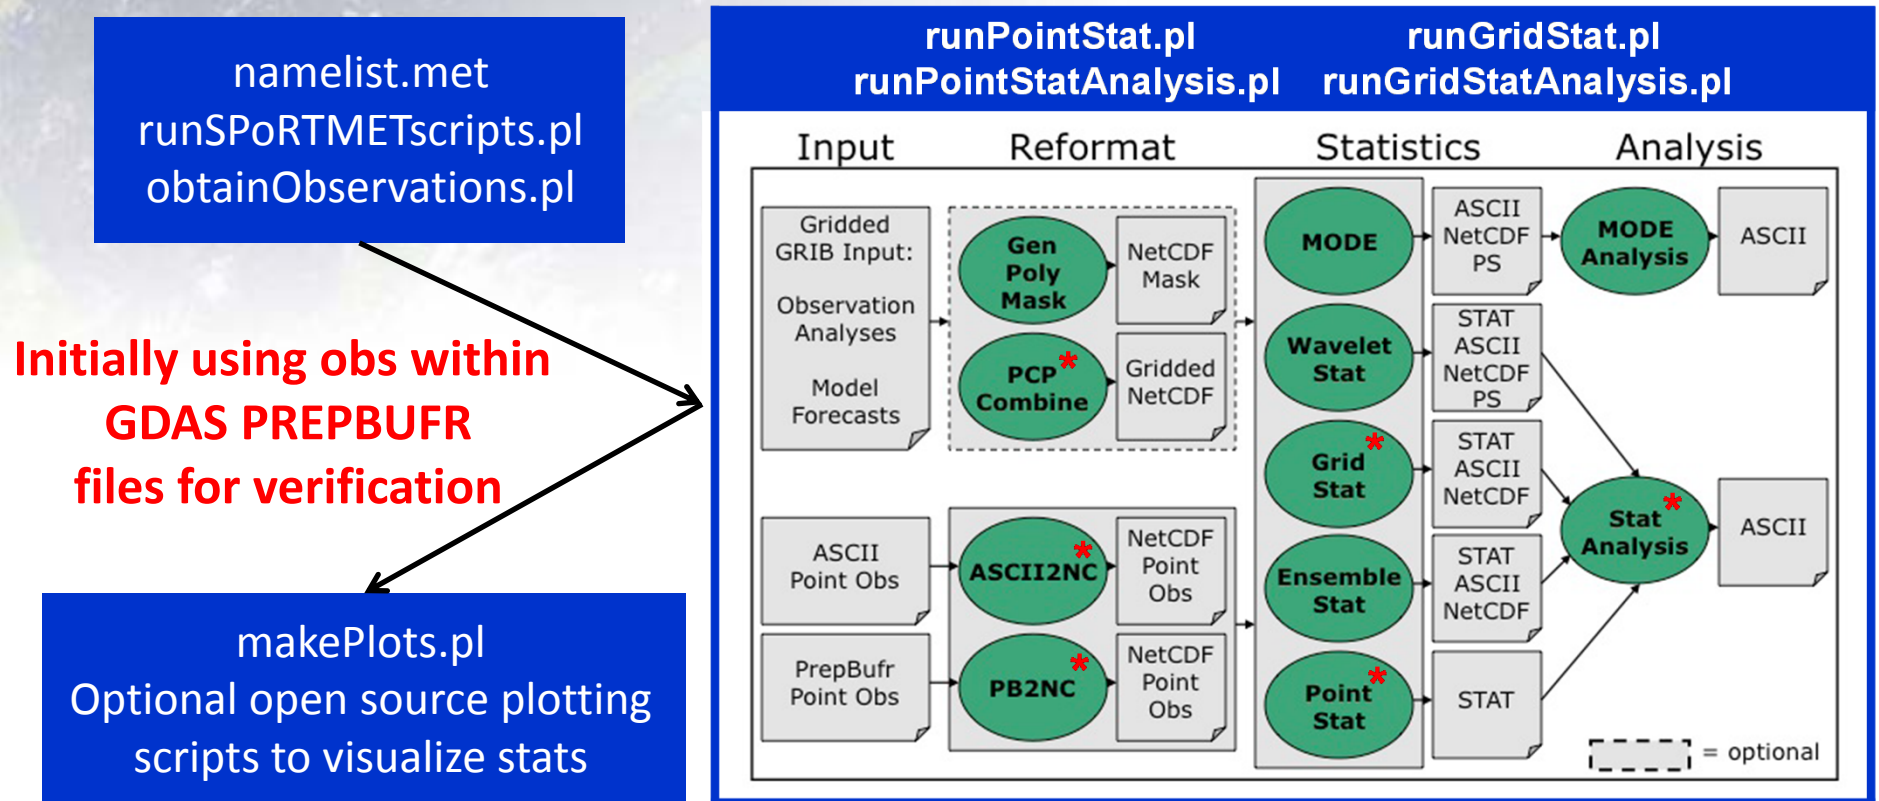 namelist.met
runSPoRTMETscripts.pl
obtainObservations.pl
Initially using obs within
GDAS PREPBUFR
files for verification
makePlots.pl
Optional open source plotting
scripts to visualize stats
runPointStat.pl
runPointStatAnalysis.pl
runGridStat.pl
runGridStatAnalysis.pl
Input
Reformat
Statistics
Analysis
Gridded
GRIB Input:
Observation
Analyses
Model
Forecasts
Gen
Poly
Mask
NetCDF
Mask
PCP *
Combine
Gridded
NetCDF
ASCII
Point Obs
*
ASCII2NC
NetCDF
Point
Obs
PrepBufr
Point Obs
*
PB2NC
NetCDF
Point
Obs
MODE
ASCII
NetCDF
PS
MODE
Analysis
ASCII
Wavelet
Stat
STAT
ASCII
NetCDF
PS
*
Grid
Stat
STAT
ASCII
NetCDF
Ensemble
Stat
STAT
ASCII
NetCDF
Point *
Stat
STAT
*
Stat
Analysis
ASCII
= optional